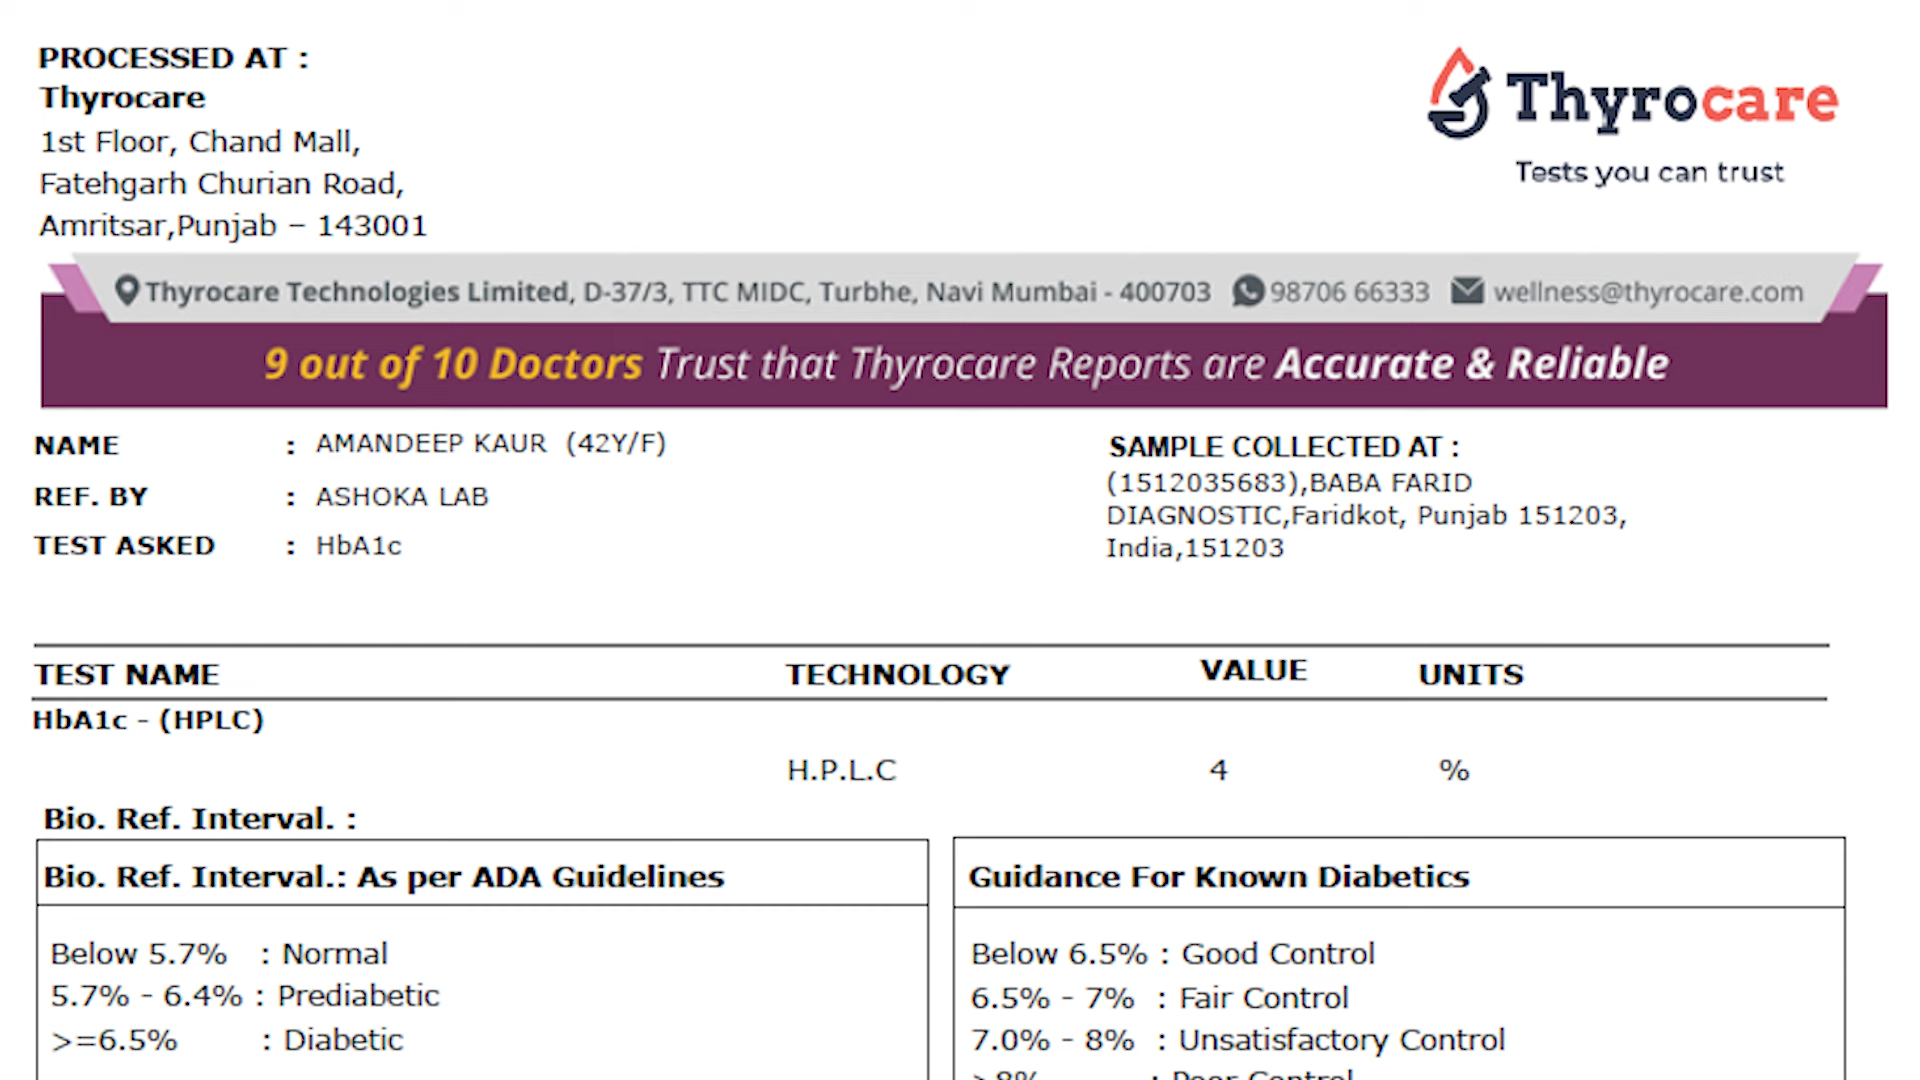 PROCESSED AT :
Thyrocare
1st Floor, Chand Mall,
Fatehgarh Churian Road,
Amritsar,Punjab – 143001
Thyrocare
Tests you can trust
Thyrocare Technologies Limited, D-37/3, TTC MIDC, Turbhe, Navi Mumbai - 400703 98706 66333 wellness@thyrocare.com
9 out of 10 Doctors Trust that Thyrocare Reports are Accurate & Reliable
NAME : AMANDEEP KAUR (42Y/F)
REF. BY : ASHOKA LAB
TEST ASKED : HbA1c
SAMPLE COLLECTED AT :
(1512035683),BABA FARID
DIAGNOSTIC,Faridkot, Punjab 151203,
India,151203
TEST NAME TECHNOLOGY VALUE UNITS
HbA1c - (HPLC)
H.P.L.C 4 %
Bio. Ref. Interval. :
Bio. Ref. Interval.: As per ADA Guidelines
Below 5.7% : Normal
5.7% - 6.4% : Prediabetic
>=6.5% : Diabetic
Guidance For Known Diabetics
Below 6.5% : Good Control
6.5% - 7% : Fair Control
7.0% - 8% : Unsatisfactory Control
>8% : Poor Control